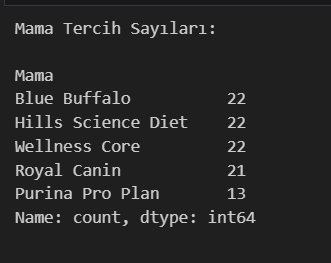 Mama Tercih Sayıları:
Mama
Blue Buffalo 22
Hills Science Diet 22
Wellness Core 22
Royal Canin 21
Purina Pro Plan 13
Name: count, dtype: int64